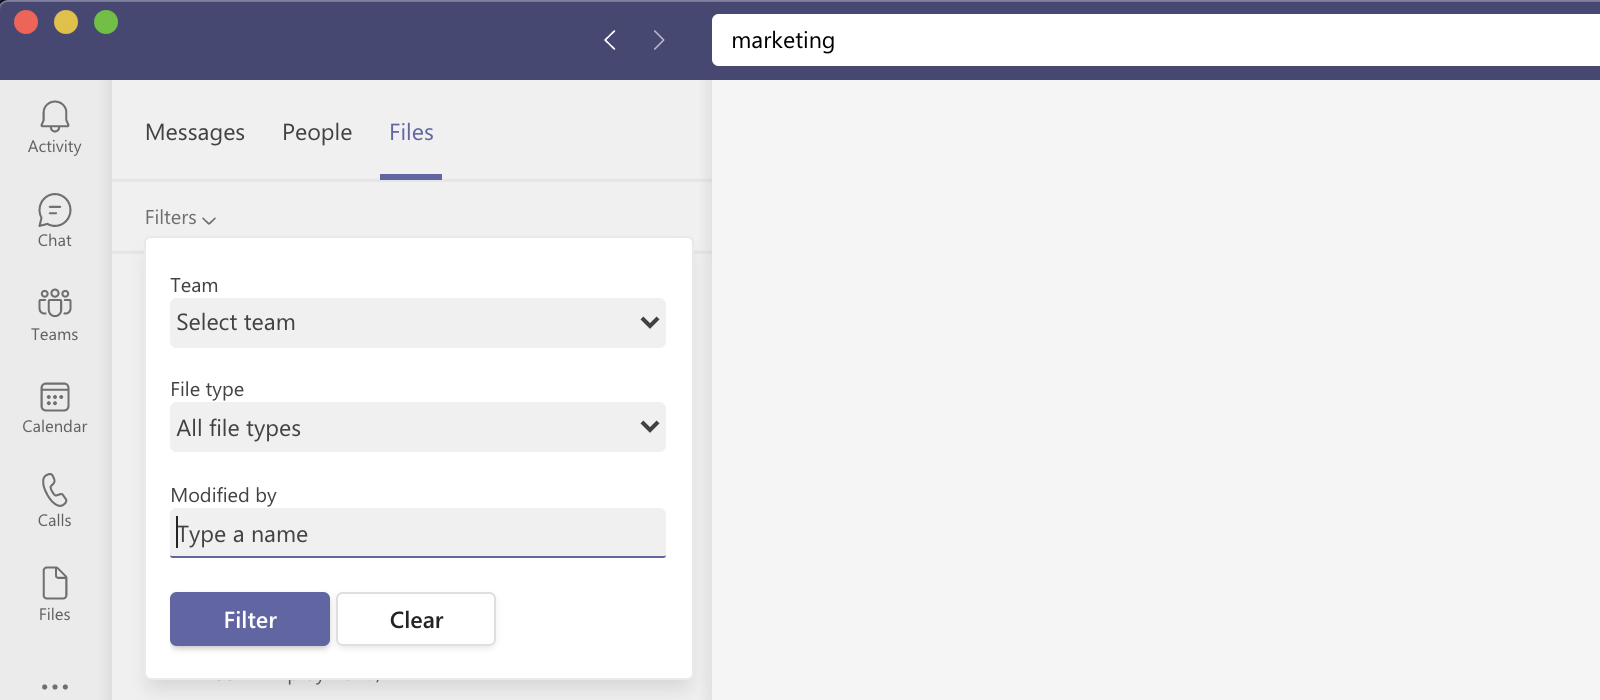 marketing
Activity
Chat
Teams
Calendar
Calls
Files
Messages People Files
Filters
Team
Select team
File type
All file types
Modified by
Type a name
Filter Clear